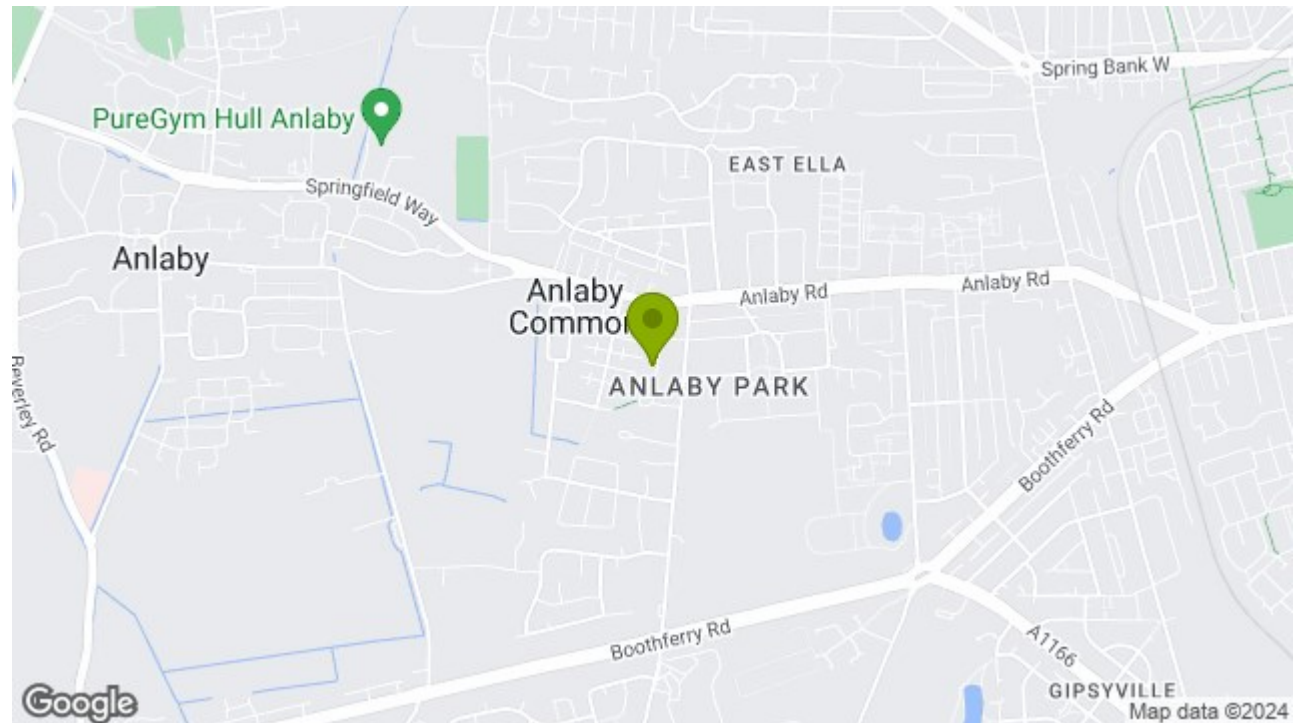 Spring Bank W
PureGym Hull Anlaby
EAST ELLA
Springfield Way
Anlaby
Anlaby
Common
Anlaby Rd
Anlaby Rd
ANLABY PARK
Beverley Rd
Boothferry Rd
Boothferry Rd
A1166
GIPSYVILLE
Google
Map data ©2024